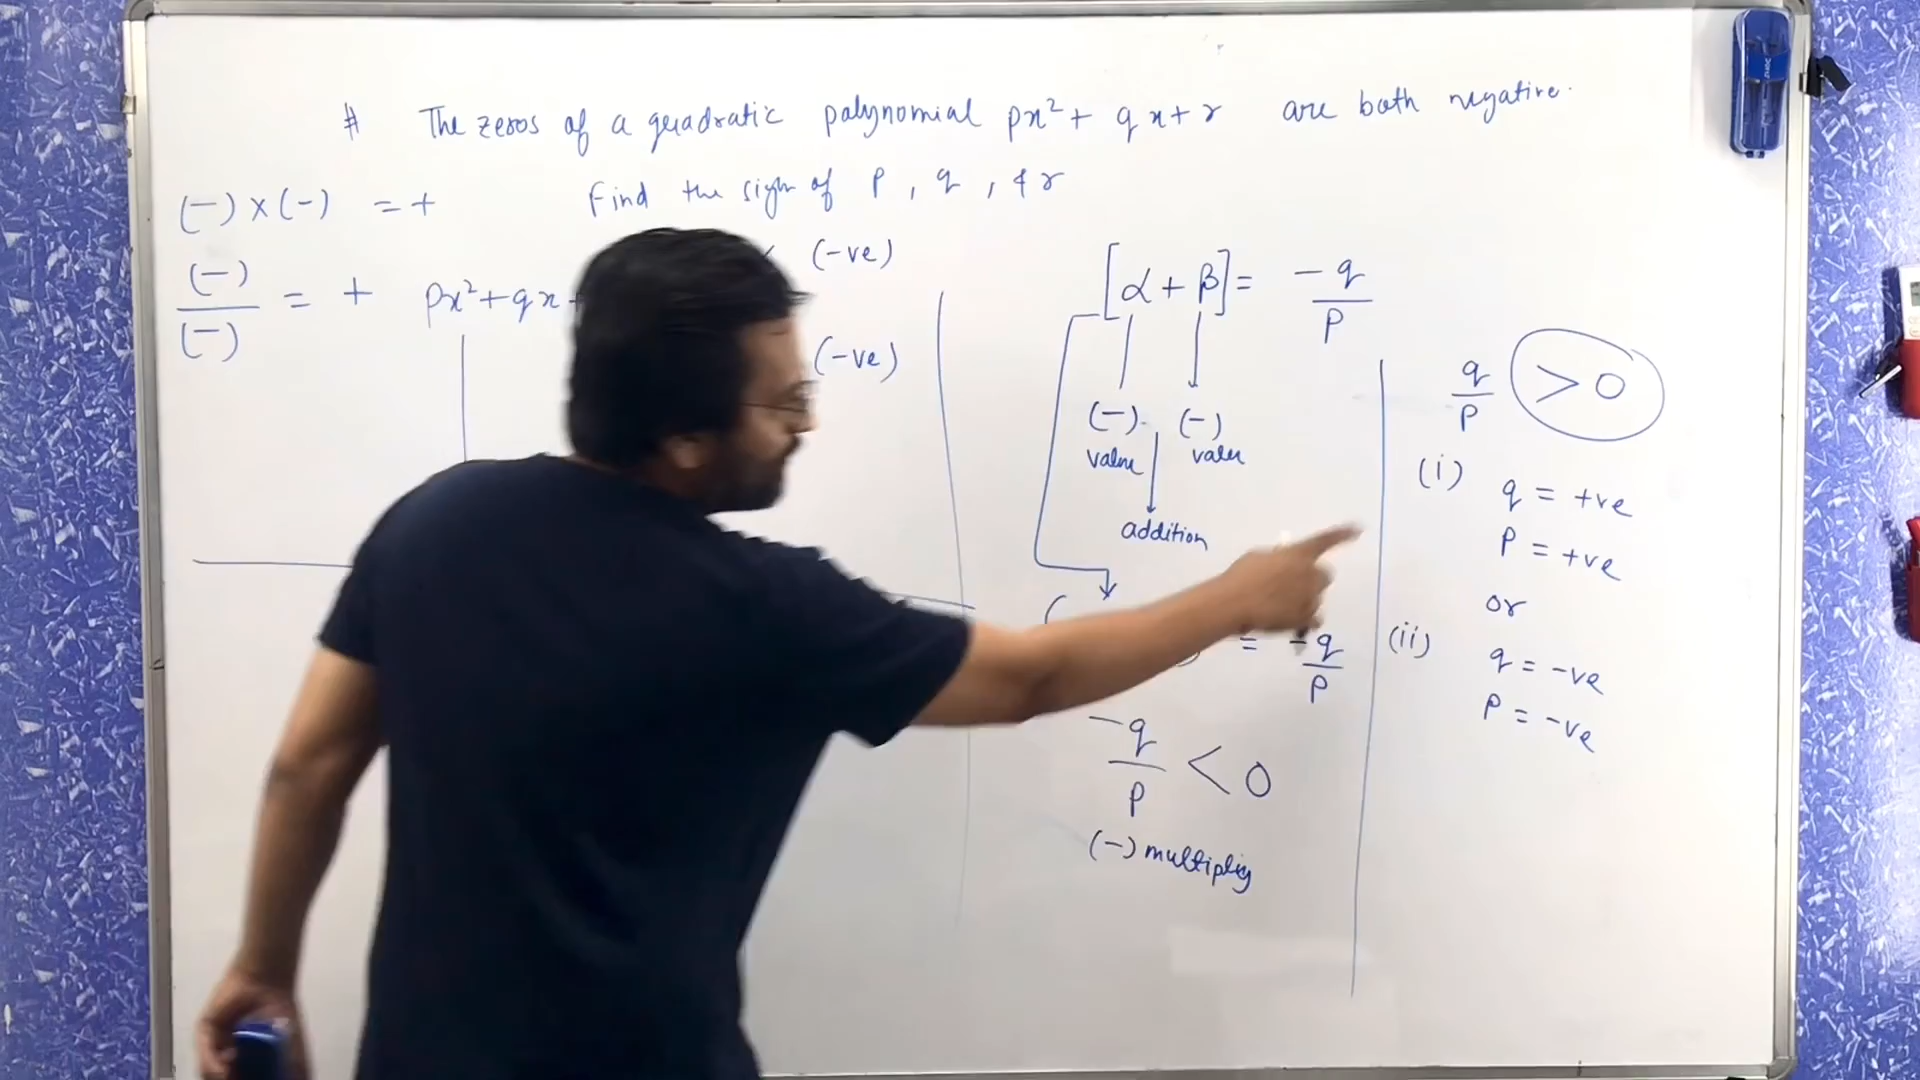 # The zeros of a quadratic polynomial px² + qx + r are both negative.
Find the sign of p, q, & r
(-) × (-) = +
(-)/(-) = +
px² + qx +
(-ve)
(-ve)
[α + β] = -q/p
(-) (-)
value value
addition
= -q/p
-q/p < 0
(-) multiply
q/p > 0
(i) q = +ve
p = +ve
or
(ii) q = -ve
p = -ve